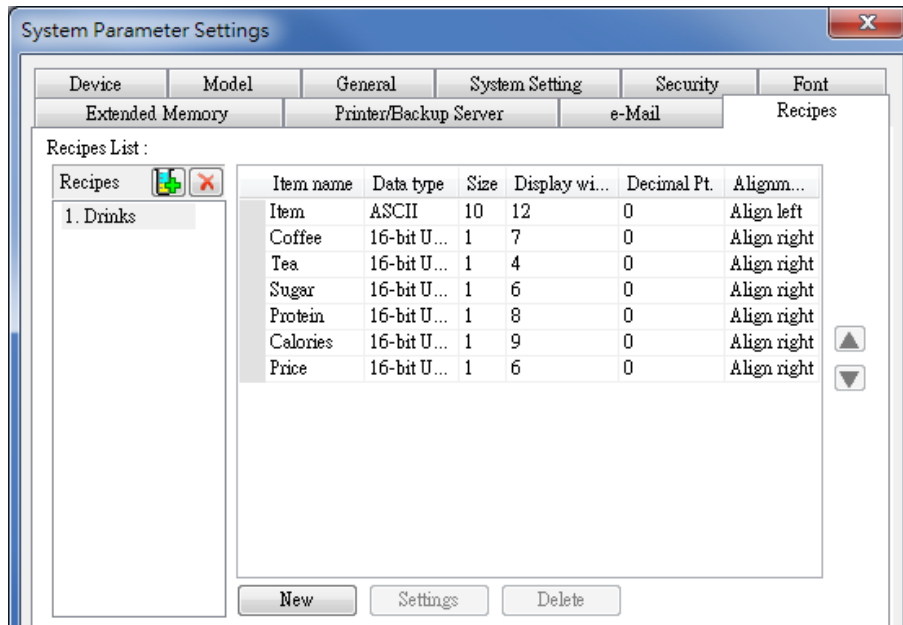 System Parameter Settings
Device Model General System Setting Security Font
Extended Memory Printer/Backup Server e-Mail Recipes
Recipes List :
Recipes
1. Drinks
Item name Data type Size Display wi... Decimal Pt. Alignm...
Item ASCII 10 12 0 Align left
Coffee 16-bit U... 1 7 0 Align right
Tea 16-bit U... 1 4 0 Align right
Sugar 16-bit U... 1 6 0 Align right
Protein 16-bit U... 1 8 0 Align right
Calories 16-bit U... 1 9 0 Align right
Price 16-bit U... 1 6 0 Align right
New Settings Delete